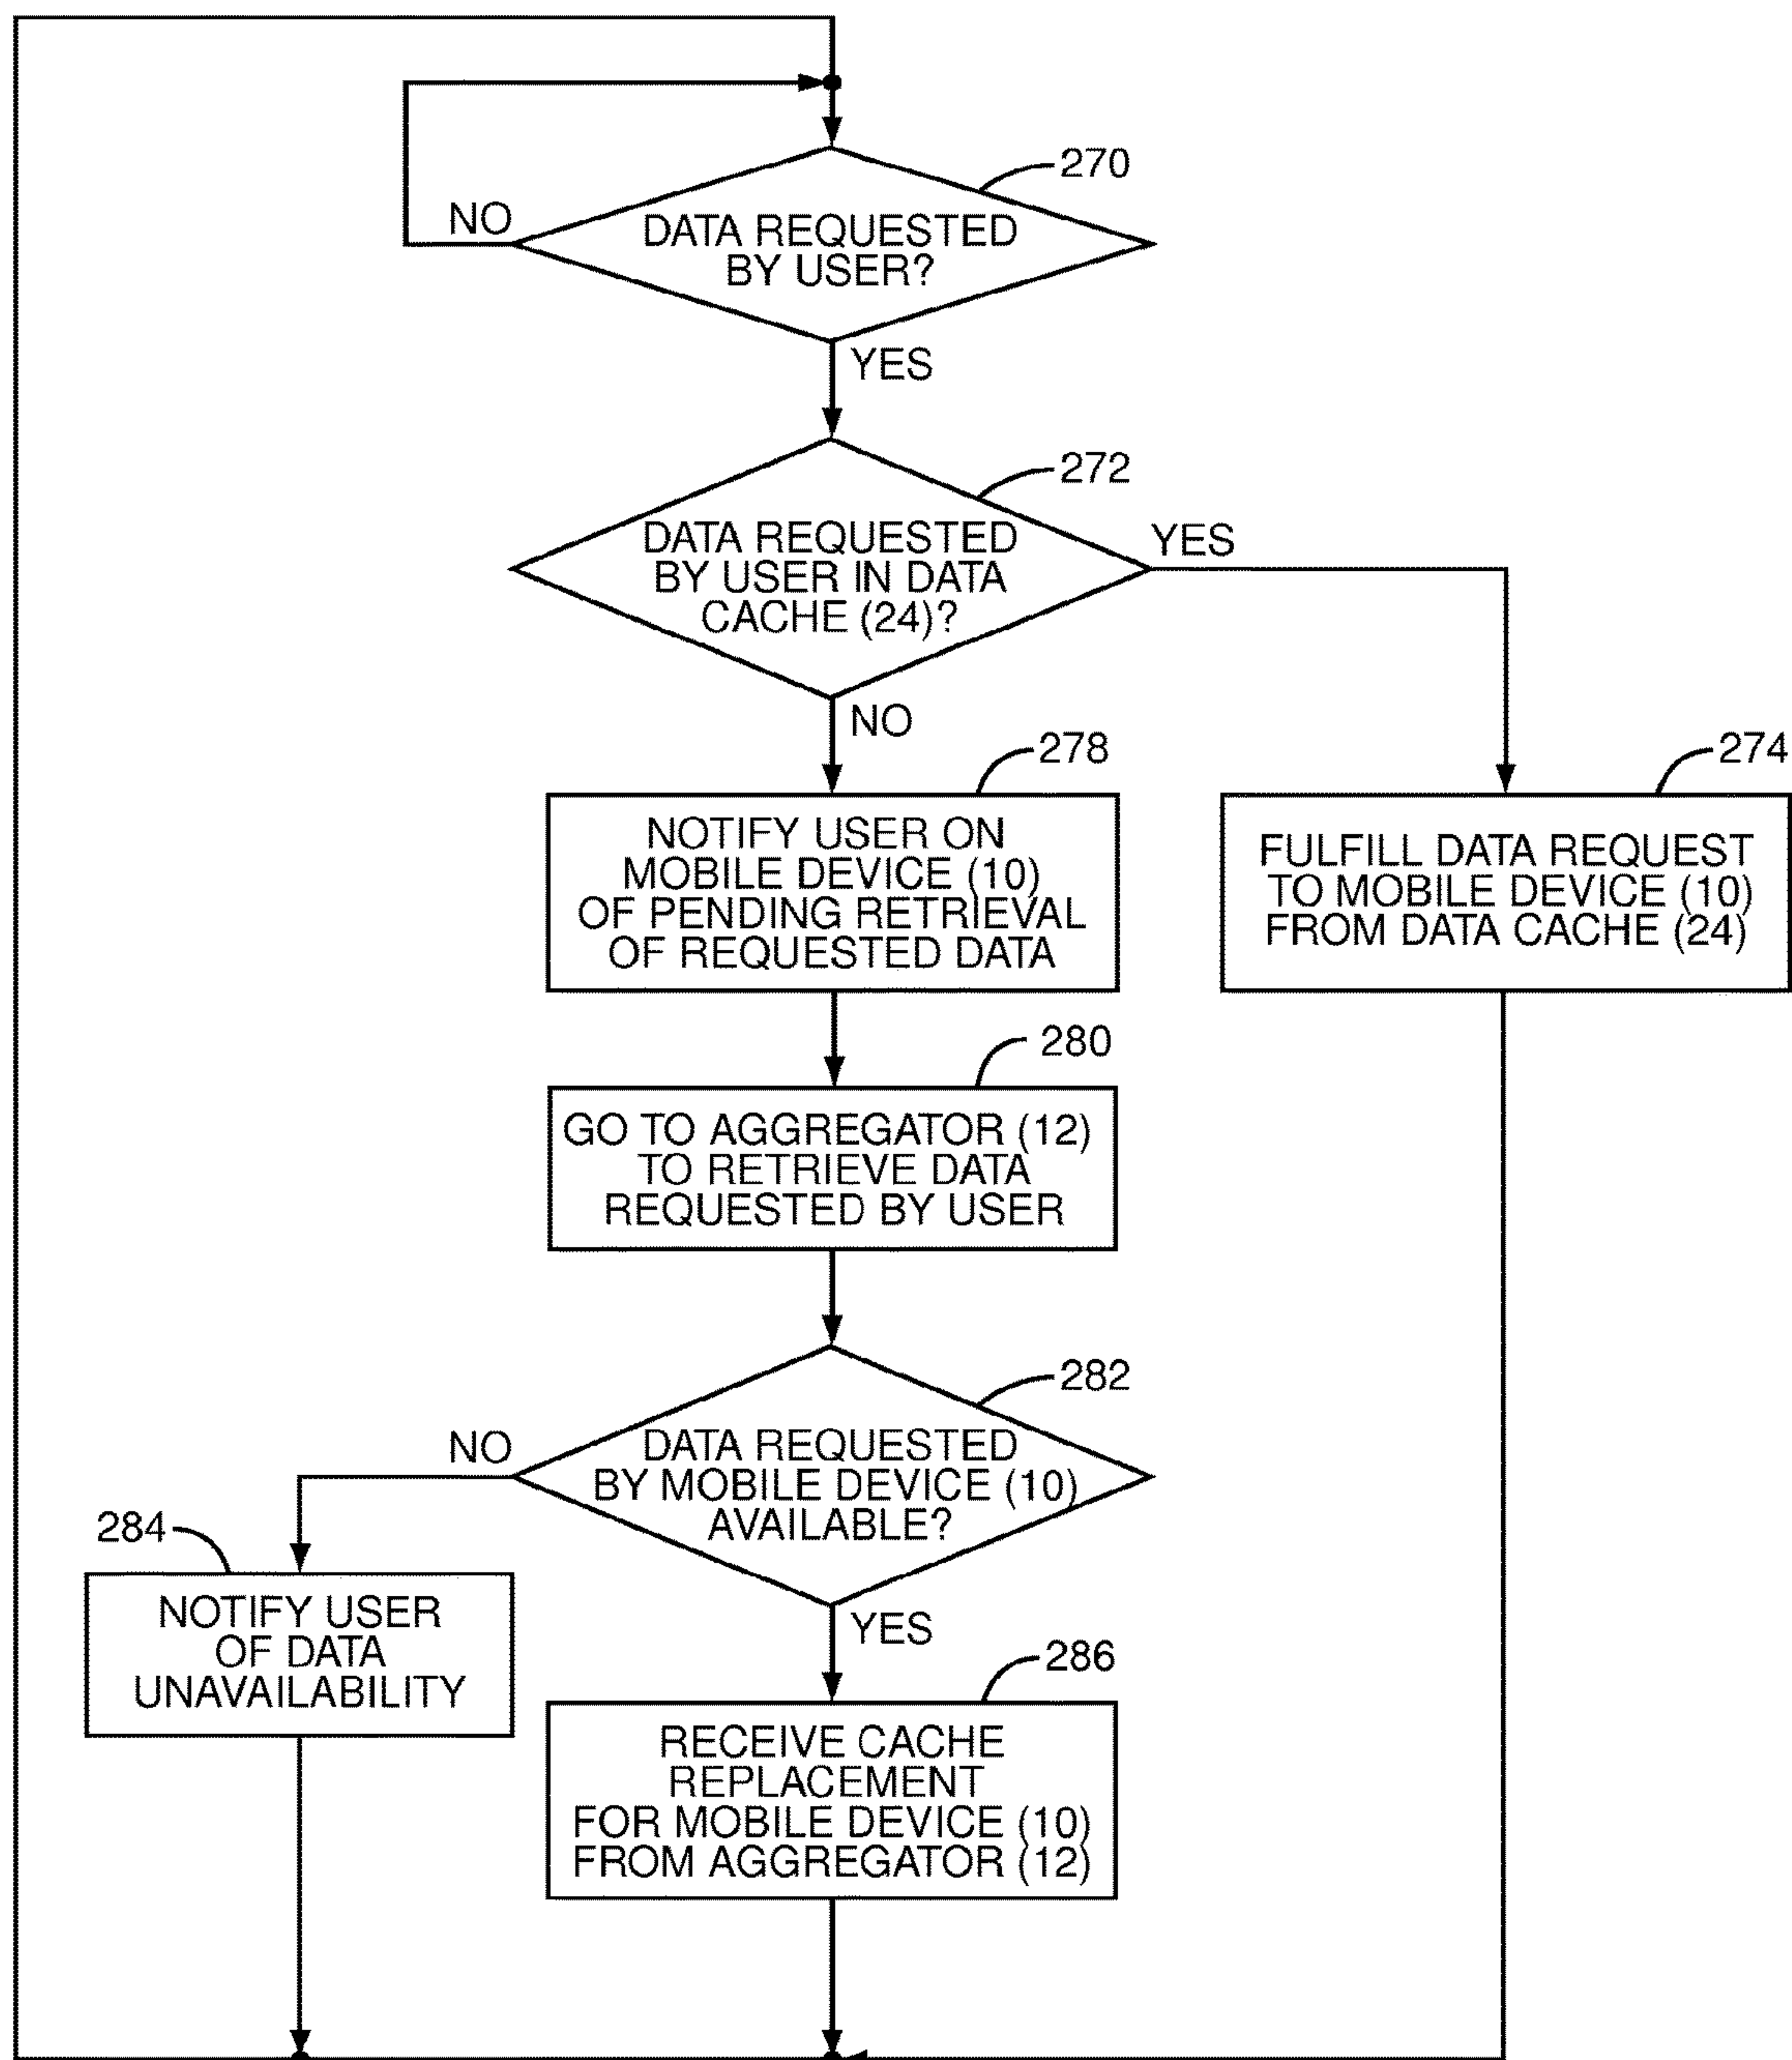 270
NO
DATA REQUESTED
BY USER?
YES
272
DATA REQUESTED
BY USER IN DATA
CACHE (24)?
YES
NO
278
274
NOTIFY USER ON
MOBILE DEVICE (10)
OF PENDING RETRIEVAL
OF REQUESTED DATA
FULFILL DATA REQUEST
TO MOBILE DEVICE (10)
FROM DATA CACHE (24)
280
GO TO AGGREGATOR (12)
TO RETRIEVE DATA
REQUESTED BY USER
282
NO
DATA REQUESTED
BY MOBILE DEVICE (10)
AVAILABLE?
284
NOTIFY USER
OF DATA
UNAVAILABILITY
YES
286
RECEIVE CACHE
REPLACEMENT
FOR MOBILE DEVICE (10)
FROM AGGREGATOR (12)